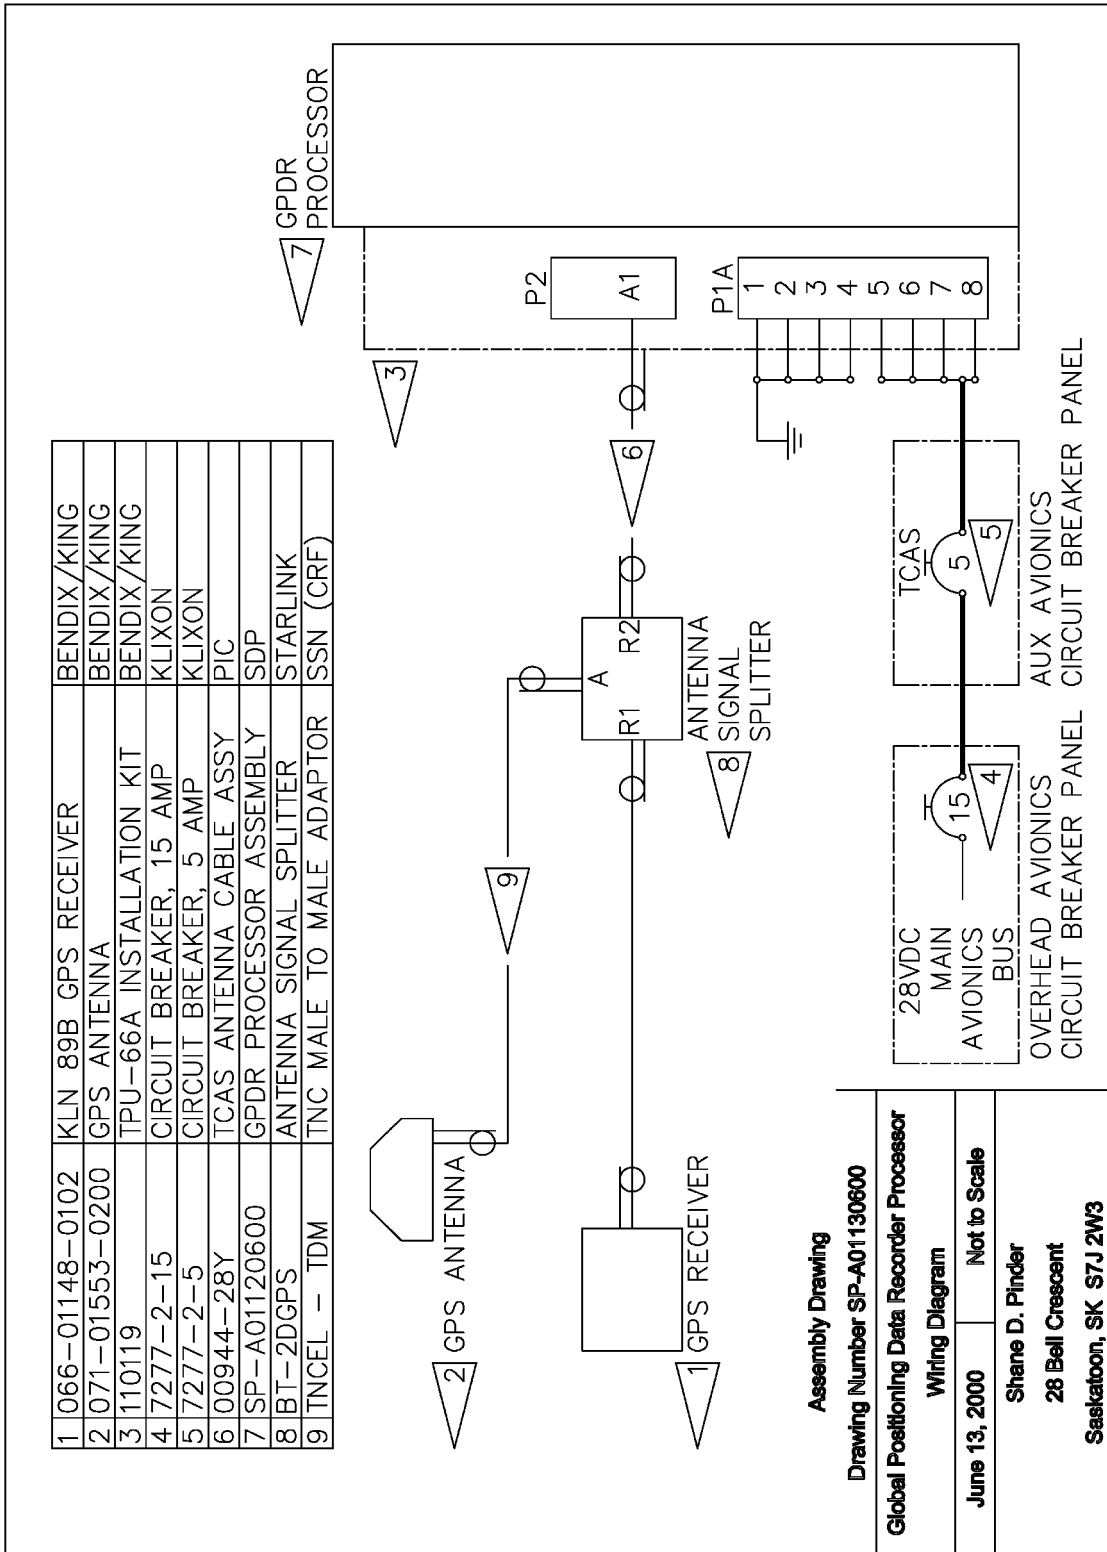 1 066-01148-0102 KLN 89B GPS RECEIVER BENDIX/KING
2 071-01553-0200 GPS ANTENNA BENDIX/KING
3 110119 TPU-66A INSTALLATION KIT BENDIX/KING
4 7277-2-15 CIRCUIT BREAKER, 15 AMP KLIXON
5 7277-2-5 CIRCUIT BREAKER, 5 AMP KLIXON
6 00944-28Y TCAS ANTENNA CABLE ASSY PIC
7 SP-A01120600 GPDR PROCESSOR ASSEMBLY SDP
8 BT-2DGPS ANTENNA SIGNAL SPLITTER STARLINK
9 TNCEL - TDM TNC MALE TO MALE ADAPTOR SSN (CRF)
7
GPDR
PROCESSOR
3
2
GPS ANTENNA
9
P2
A1
6
A
R1
R2
ANTENNA
SIGNAL
SPLITTER
8
1
GPS RECEIVER
P1A
1
2
3
4
5
6
7
8
28VDC
MAIN
AVIONICS
BUS
15
4
OVERHEAD AVIONICS
CIRCUIT BREAKER PANEL
TCAS
5
5
AUX AVIONICS
CIRCUIT BREAKER PANEL
Assembly Drawing
Drawing Number SP-A01130600
Global Positioning Data Recorder Processor
Wiring Diagram
June 13, 2000
Not to Scale
Shane D. Pinder
28 Bell Crescent
Saskatoon, SK S7J 2W3